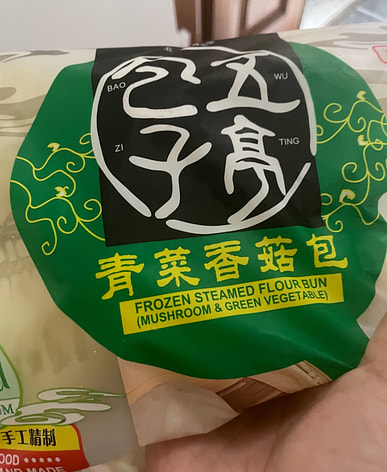 五亭
包子
WU
TING
BAO
ZI
青菜香菇包
FROZEN STEAMED FLOUR BUN
(MUSHROOM & GREEN VEGETABLE)
手工精制